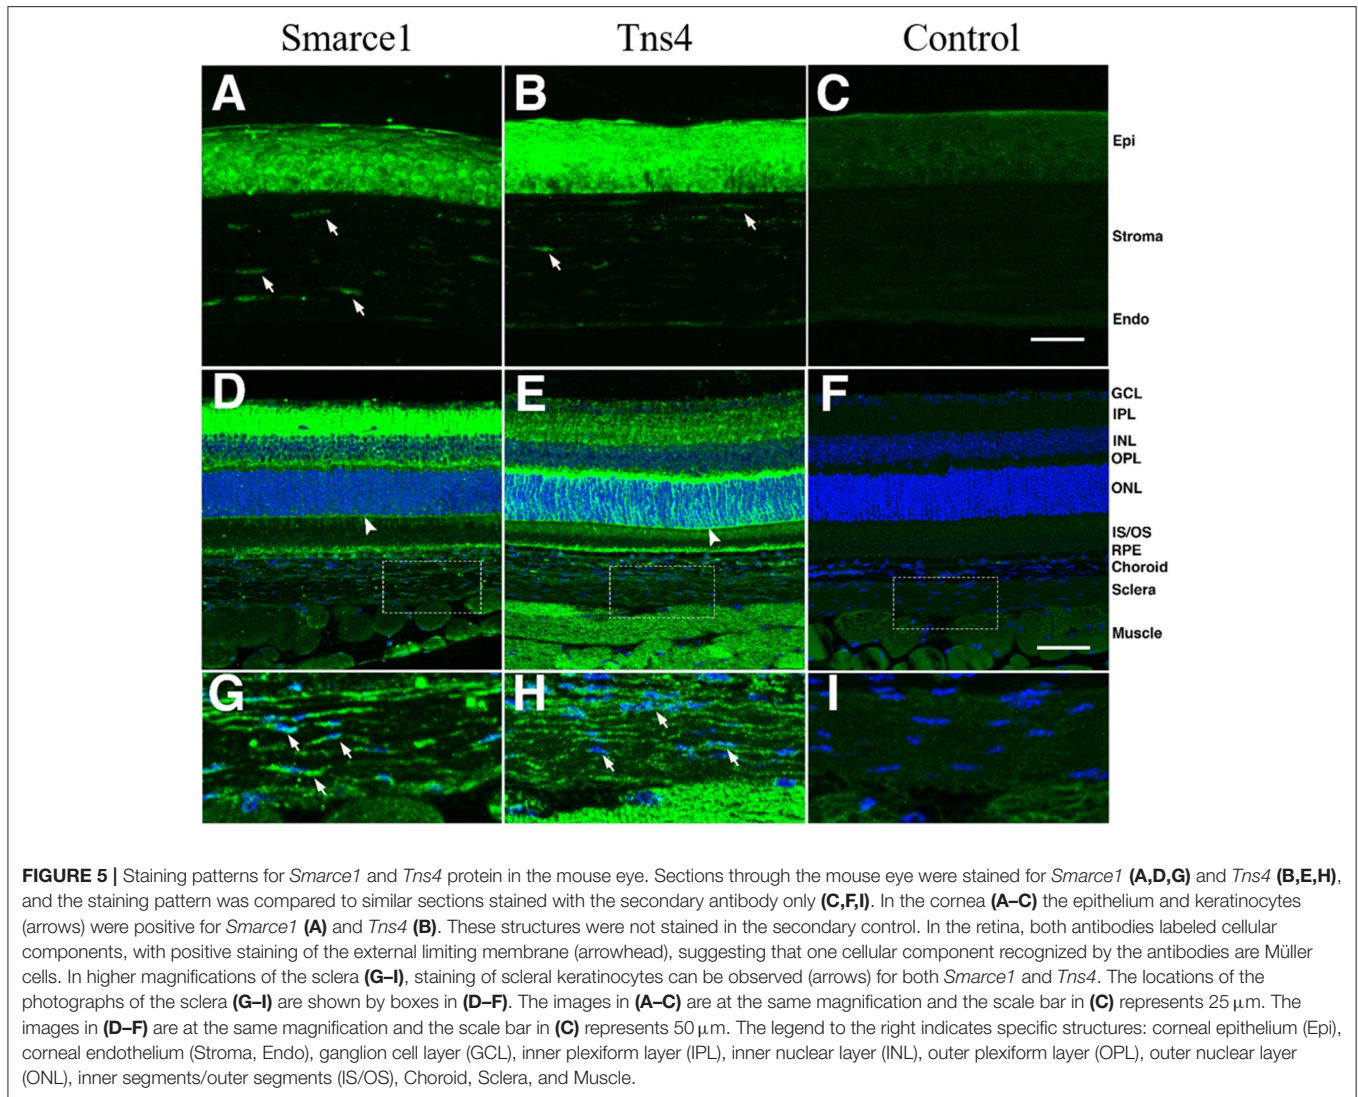 Smarce1 Tns4 Control
A B C
Epi
Stroma
Endo
D E F
GCL
IPL
INL
OPL
ONL
IS/OS
RPE
Choroid
Sclera
Muscle
G H I
FIGURE 5 | Staining patterns for Smarce1 and Tns4 protein in the mouse eye. Sections through the mouse eye were stained for Smarce1 (A,D,G) and Tns4 (B,E,H),
and the staining pattern was compared to similar sections stained with the secondary antibody only (C,F,I). In the cornea (A–C) the epithelium and keratinocytes
(arrows) were positive for Smarce1 (A) and Tns4 (B). These structures were not stained in the secondary control. In the retina, both antibodies labeled cellular
components, with positive staining of the external limiting membrane (arrowhead), suggesting that one cellular component recognized by the antibodies are Müller
cells. In higher magnifications of the sclera (G–I), staining of scleral keratinocytes can be observed (arrows) for both Smarce1 and Tns4. The locations of the
photographs of the sclera (G–I) are shown by boxes in (D–F). The images in (A–C) are at the same magnification and the scale bar in (C) represents 25 μm. The
images in (D–F) are at the same magnification and the scale bar in (C) represents 50 μm. The legend to the right indicates specific structures: corneal epithelium (Epi),
corneal endothelium (Stroma, Endo), ganglion cell layer (GCL), inner plexiform layer (IPL), inner nuclear layer (INL), outer plexiform layer (OPL), outer nuclear layer
(ONL), inner segments/outer segments (IS/OS), Choroid, Sclera, and Muscle.